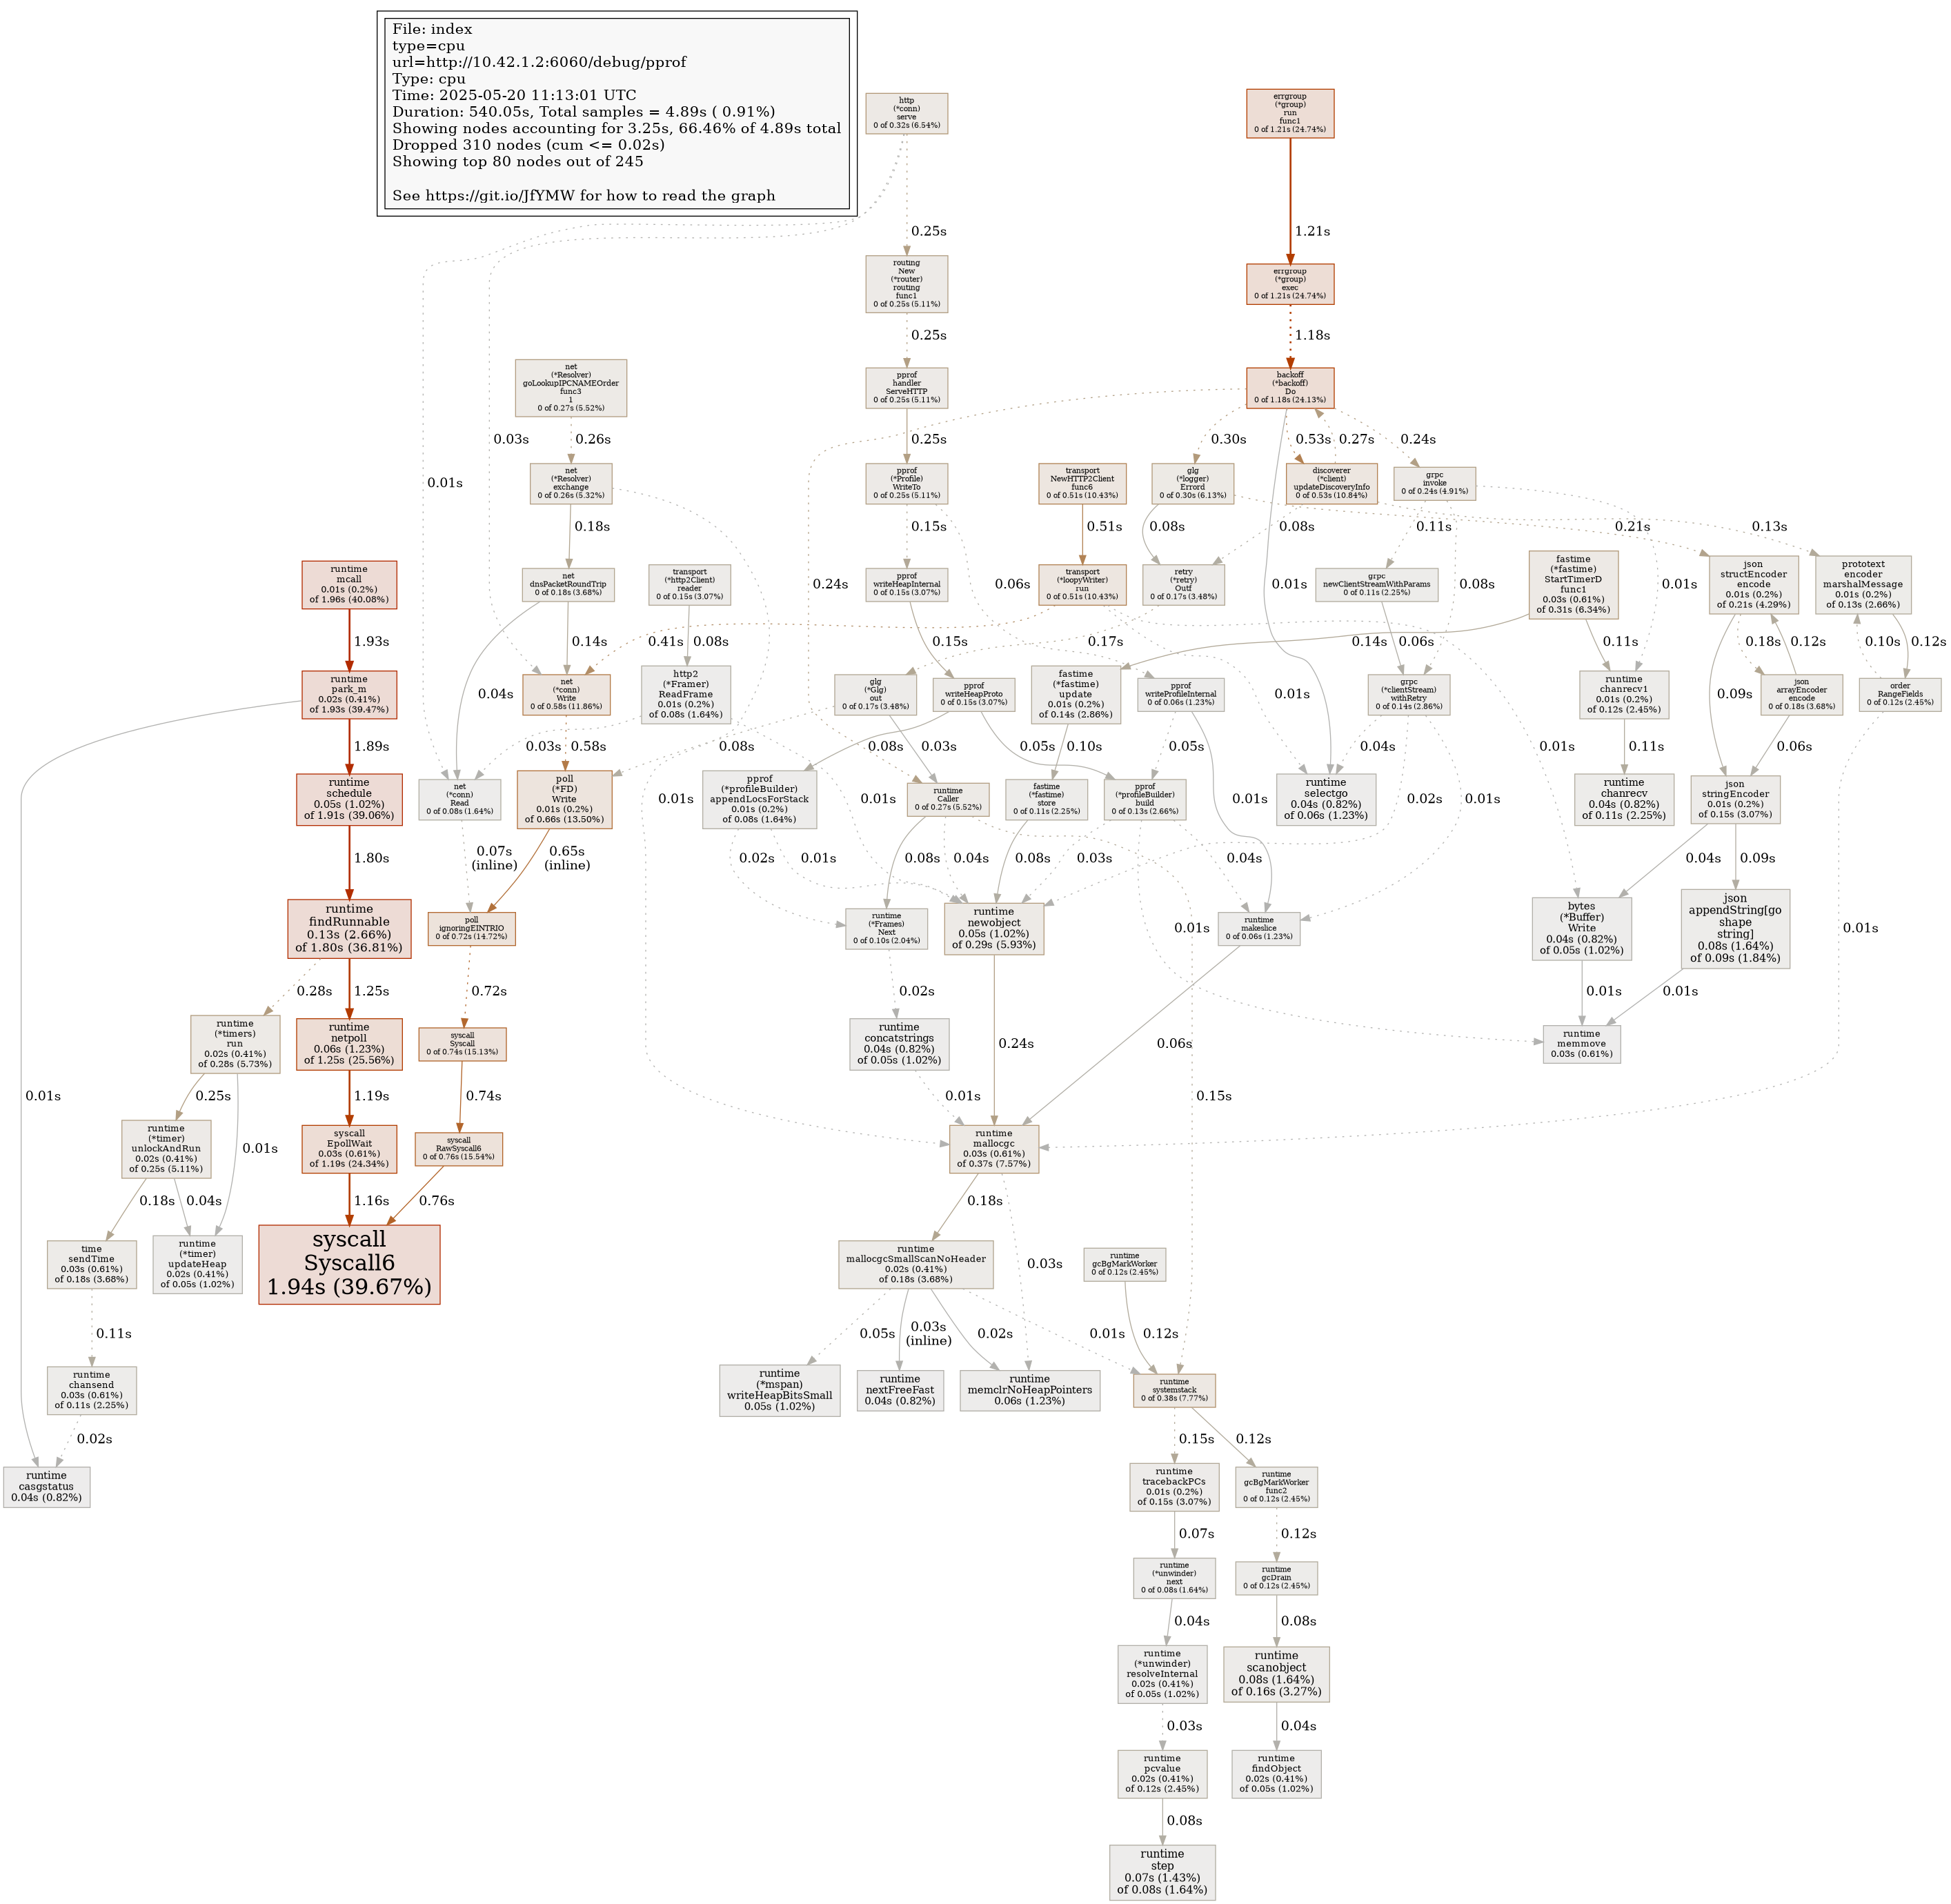 File: index
type=cpu
url=http://10.42.1.2:6060/debug/pprof
Type: cpu
Time: 2025-05-20 11:13:01 UTC
Duration: 540.05s, Total samples = 4.89s ( 0.91%)
Showing nodes accounting for 3.25s, 66.46% of 4.89s total
Dropped 310 nodes (cum <= 0.02s)
Showing top 80 nodes out of 245
See https://git.io/JfYMW for how to read the graph
http
(*conn)
serve
0 of 0.32s (6.54%)
errgroup
(*group)
run
func1
0 of 1.21s (24.74%)
0.25s
1.21s
routing
New
(*router)
routing
func1
0 of 0.25s (5.11%)
errgroup
(*group)
exec
0 of 1.21s (24.74%)
0.25s
1.18s
net
(*Resolver)
goLookupIPCNAMEOrder
func3
1
0 of 0.27s (5.52%)
pprof
handler
ServeHTTP
0 of 0.25s (5.11%)
backoff
(*backoff)
Do
0 of 1.18s (24.13%)
0.01s
0.03s
0.26s
0.25s
0.30s
0.53s
0.27s
0.24s
net
(*Resolver)
exchange
0 of 0.26s (5.32%)
pprof
(*Profile)
WriteTo
0 of 0.25s (5.11%)
transport
NewHTTP2Client
func6
0 of 0.51s (10.43%)
glg
(*logger)
Errord
0 of 0.30s (6.13%)
discoverer
(*client)
updateDiscoveryInfo
0 of 0.53s (10.84%)
grpc
invoke
0 of 0.24s (4.91%)
0.18s
0.15s
0.51s
0.08s
0.08s
0.11s
0.21s
0.13s
runtime
mcall
0.01s (0.2%)
of 1.96s (40.08%)
net
dnsPacketRoundTrip
0 of 0.18s (3.68%)
transport
(*http2Client)
reader
0 of 0.15s (3.07%)
pprof
writeHeapInternal
0 of 0.15s (3.07%)
0.24s
0.06s
transport
(*loopyWriter)
run
0 of 0.51s (10.43%)
retry
(*retry)
Outf
0 of 0.17s (3.48%)
0.01s
grpc
newClientStreamWithParams
0 of 0.11s (2.25%)
0.08s
fastime
(*fastime)
StartTimerD
func1
0.03s (0.61%)
of 0.31s (6.34%)
0.01s
json
structEncoder
encode
0.01s (0.2%)
of 0.21s (4.29%)
prototext
encoder
marshalMessage
0.01s (0.2%)
of 0.13s (2.66%)
1.93s
0.14s
0.08s
0.41s
0.15s
0.17s
0.06s
0.14s
0.11s
0.18s
0.12s
0.10s
0.12s
runtime
park_m
0.02s (0.41%)
of 1.93s (39.47%)
0.04s
net
(*conn)
Write
0 of 0.58s (11.86%)
http2
(*Framer)
ReadFrame
0.01s (0.2%)
of 0.08s (1.64%)
glg
(*Glg)
out
0 of 0.17s (3.48%)
pprof
writeHeapProto
0 of 0.15s (3.07%)
fastime
(*fastime)
update
0.01s (0.2%)
of 0.14s (2.86%)
pprof
writeProfileInternal
0 of 0.06s (1.23%)
0.01s
grpc
(*clientStream)
withRetry
0 of 0.14s (2.86%)
runtime
chanrecv1
0.01s (0.2%)
of 0.12s (2.45%)
0.09s
json
arrayEncoder
encode
0 of 0.18s (3.68%)
order
RangeFields
0 of 0.12s (2.45%)
1.89s
0.03s
0.58s
0.08s
0.08s
0.03s
0.05s
0.10s
0.05s
0.04s
0.01s
0.11s
0.06s
runtime
schedule
0.05s (1.02%)
of 1.91s (39.06%)
net
(*conn)
Read
0 of 0.08s (1.64%)
poll
(*FD)
Write
0.01s (0.2%)
of 0.66s (13.50%)
0.01s
pprof
(*profileBuilder)
appendLocsForStack
0.01s (0.2%)
of 0.08s (1.64%)
0.01s
runtime
Caller
0 of 0.27s (5.52%)
fastime
(*fastime)
store
0 of 0.11s (2.25%)
pprof
(*profileBuilder)
build
0 of 0.13s (2.66%)
0.01s
runtime
selectgo
0.04s (0.82%)
of 0.06s (1.23%)
0.02s
0.01s
runtime
chanrecv
0.04s (0.82%)
of 0.11s (2.25%)
json
stringEncoder
0.01s (0.2%)
of 0.15s (3.07%)
1.80s
0.07s
(inline)
0.65s
(inline)
0.02s
0.01s
0.08s
0.04s
0.08s
0.03s
0.04s
0.04s
0.09s
runtime
findRunnable
0.13s (2.66%)
of 1.80s (36.81%)
poll
ignoringEINTRIO
0 of 0.72s (14.72%)
runtime
(*Frames)
Next
0 of 0.10s (2.04%)
runtime
newobject
0.05s (1.02%)
of 0.29s (5.93%)
0.01s
runtime
makeslice
0 of 0.06s (1.23%)
bytes
(*Buffer)
Write
0.04s (0.82%)
of 0.05s (1.02%)
json
appendString[go
shape
string]
0.08s (1.64%)
of 0.09s (1.84%)
0.01s
0.28s
1.25s
0.72s
0.02s
0.01s
0.01s
runtime
(*timers)
run
0.02s (0.41%)
of 0.28s (5.73%)
runtime
netpoll
0.06s (1.23%)
of 1.25s (25.56%)
syscall
Syscall
0 of 0.74s (15.13%)
runtime
concatstrings
0.04s (0.82%)
of 0.05s (1.02%)
0.24s
0.06s
runtime
memmove
0.03s (0.61%)
0.01s
0.25s
1.19s
0.74s
0.01s
0.15s
runtime
(*timer)
unlockAndRun
0.02s (0.41%)
of 0.25s (5.11%)
0.01s
syscall
EpollWait
0.03s (0.61%)
of 1.19s (24.34%)
syscall
RawSyscall6
0 of 0.76s (15.54%)
runtime
mallocgc
0.03s (0.61%)
of 0.37s (7.57%)
0.18s
0.04s
1.16s
0.76s
0.18s
time
sendTime
0.03s (0.61%)
of 0.18s (3.68%)
runtime
(*timer)
updateHeap
0.02s (0.41%)
of 0.05s (1.02%)
syscall
Syscall6
1.94s (39.67%)
runtime
mallocgcSmallScanNoHeader
0.02s (0.41%)
of 0.18s (3.68%)
0.03s
runtime
gcBgMarkWorker
0 of 0.12s (2.45%)
0.11s
0.05s
0.03s
(inline)
0.02s
0.01s
0.12s
runtime
chansend
0.03s (0.61%)
of 0.11s (2.25%)
runtime
(*mspan)
writeHeapBitsSmall
0.05s (1.02%)
runtime
nextFreeFast
0.04s (0.82%)
runtime
memclrNoHeapPointers
0.06s (1.23%)
runtime
systemstack
0 of 0.38s (7.77%)
0.02s
0.15s
0.12s
runtime
casgstatus
0.04s (0.82%)
runtime
tracebackPCs
0.01s (0.2%)
of 0.15s (3.07%)
runtime
gcBgMarkWorker
func2
0 of 0.12s (2.45%)
0.07s
0.12s
runtime
(*unwinder)
next
0 of 0.08s (1.64%)
runtime
gcDrain
0 of 0.12s (2.45%)
0.04s
0.08s
runtime
(*unwinder)
resolveInternal
0.02s (0.41%)
of 0.05s (1.02%)
runtime
scanobject
0.08s (1.64%)
of 0.16s (3.27%)
0.03s
0.04s
runtime
pcvalue
0.02s (0.41%)
of 0.12s (2.45%)
runtime
findObject
0.02s (0.41%)
of 0.05s (1.02%)
0.08s
runtime
step
0.07s (1.43%)
of 0.08s (1.64%)